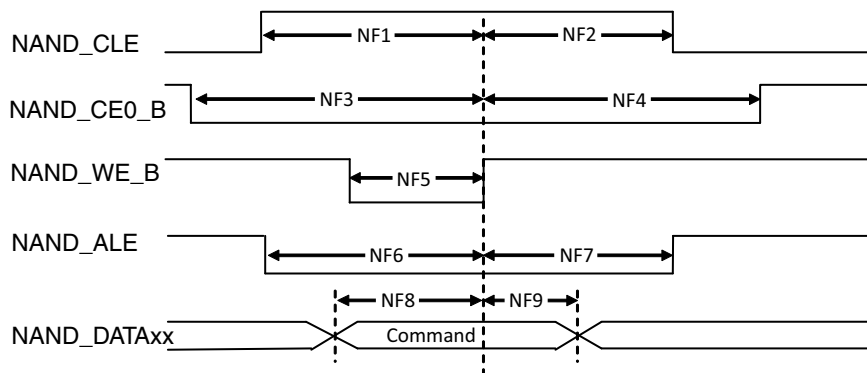 NAND_CLE NF1 NF2
NAND_CE0_B NF3 NF4
NAND_WE_B NF5
NAND_ALE NF6 NF7
NF8 NF9
NAND_DATAxx Command